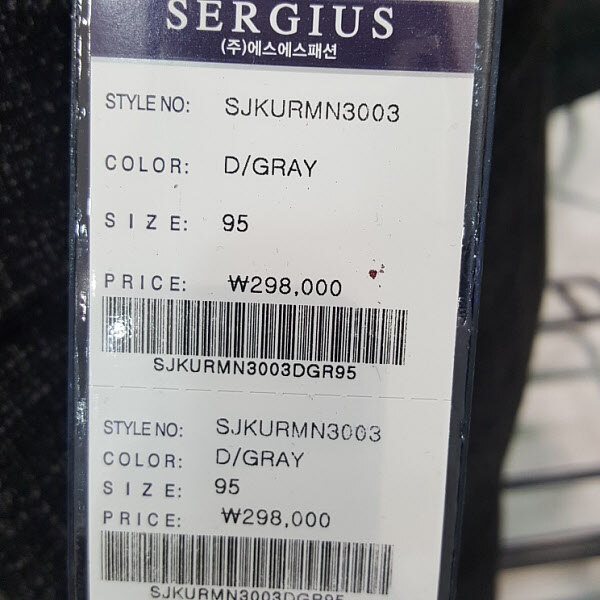 SERGIUS
(주)에스에스패션
STYLE NO: SJKURMN3003
COLOR: D/GRAY
SIZE: 95
PRICE: ₩298,000
SJKURMN3003DGR95
STYLE NO: SJKURMN3003
COLOR: D/GRAY
SIZE: 95
PRICE: ₩298,000
SJKURMN3003DGR95